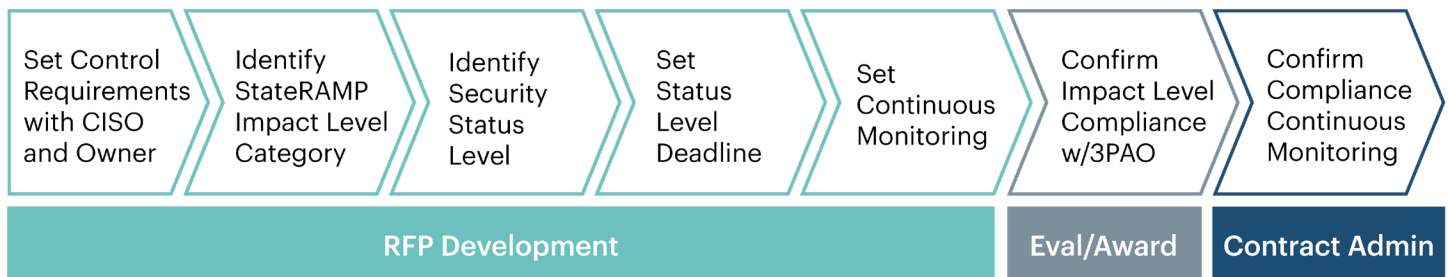 Set Control
Requirements
with CISO
and Owner
Identify
StateRAMP
Impact Level
Category
Identify
Security
Status
Level
Set
Status
Level
Deadline
Set
Continuous
Monitoring
Confirm
Impact Level
Compliance
w/3PAO
Confirm
Compliance
Continuous
Monitoring
RFP Development
Eval/Award
Contract Admin